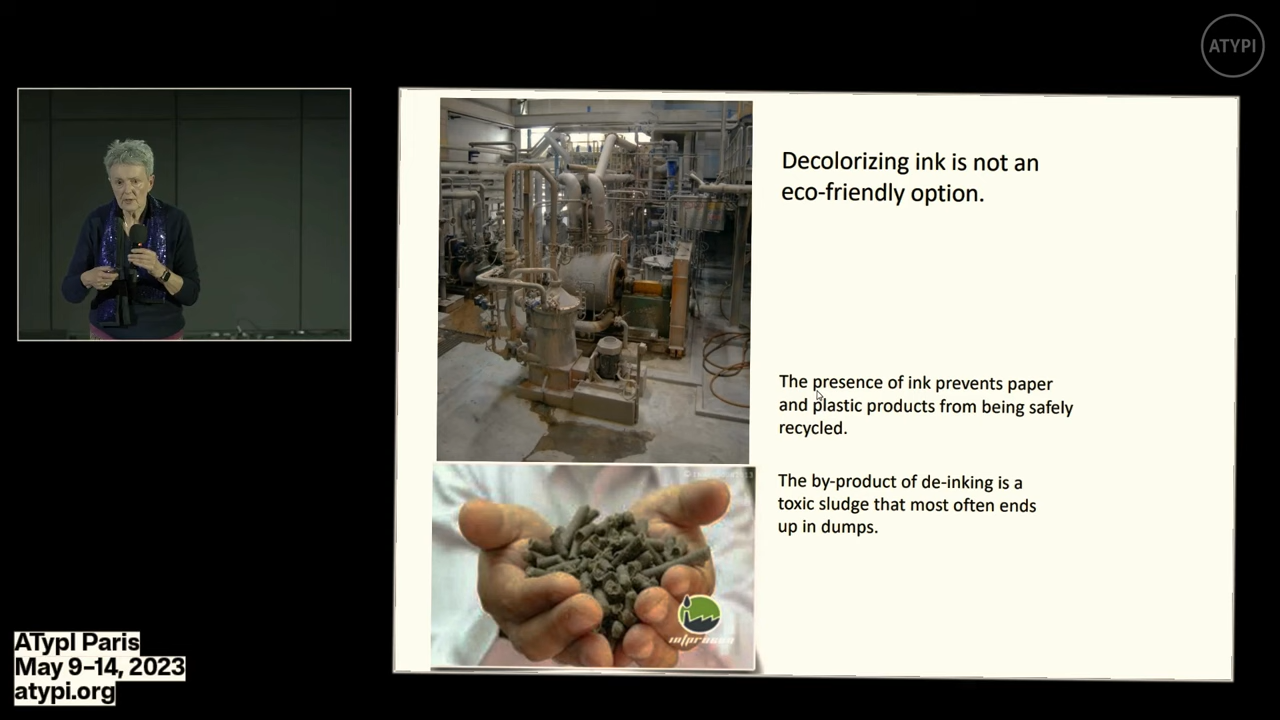 ATYPI
Decolorizing ink is not an
eco-friendly option.
The presence of ink prevents paper
and plastic products from being safely
recycled.
The by-product of de-inking is a
toxic sludge that most often ends
up in dumps.
ATypI Paris
May 9–14, 2023
atypi.org